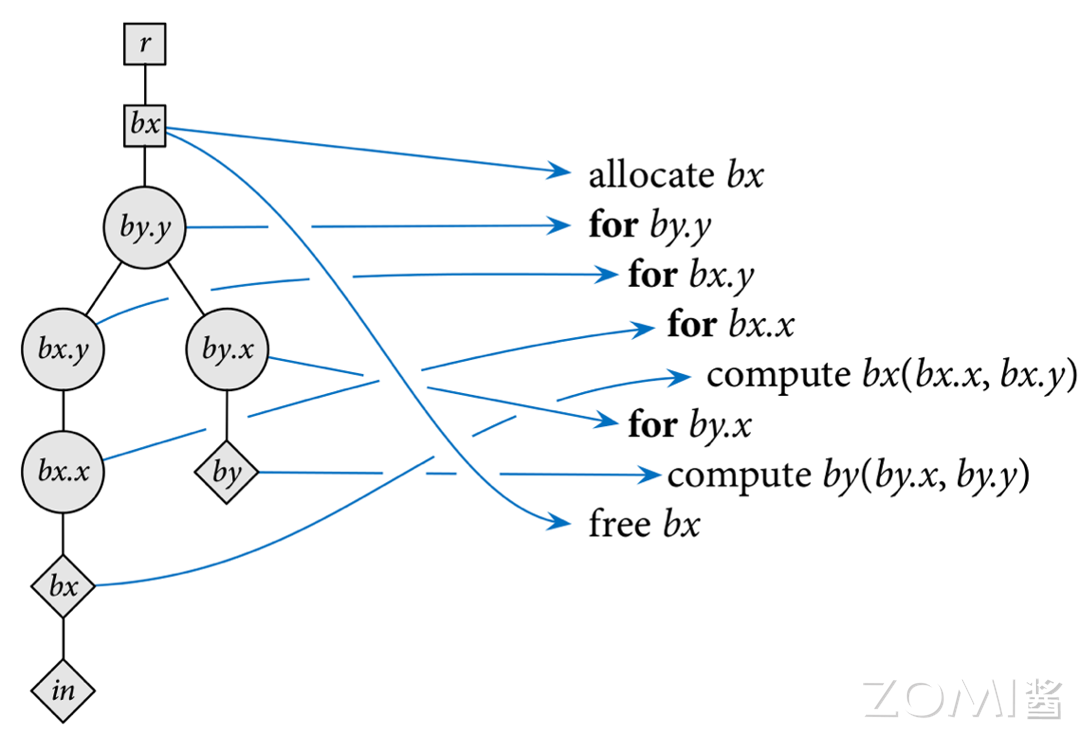 r
bx
allocate bx
by.y
for by.y
for bx.y
for bx.x
bx.y
by.x
compute bx(bx.x, bx.y)
for by.x
bx.x
by
compute by(by.x, by.y)
free bx
bx
in
ZOMI酱